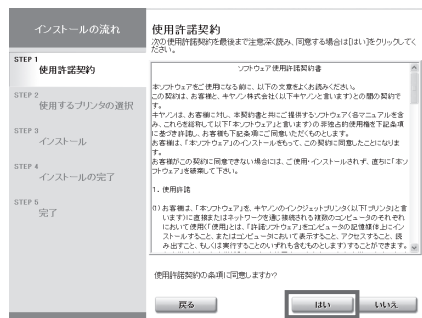 インストールの流れ
STEP 1
使用許諾契約
STEP 2
使用するプリンタの選択
STEP 3
インストール
STEP 4
インストールの完了
STEP 5
完了
使用許諾契約
次の使用許諾契約を最後まで注意深く読み、同意する場合は[はい]をクリックしてく
ださい。
ソフトウェア使用許諾契約書
本ソフトウェアをご使用になる前に、以下の文章をよくお読みください。
この契約は、お客様と、キヤノン株式会社(以下キヤノンと言います)との間の契約で
す。
キヤノンは、お客様に対し、本契約書と共にご提供するソフトウェア(各マニュアルを含
み、これらを総称して以下「本ソフトウェア」と言います)の非独占的使用権を下記条項
に基づき許諾し、お客様も下記条項にご同意いただくものとします。
お客様は、「本ソフトウェア」のインストールをもって、この契約に同意したことになりま
す。
お客様がこの契約に同意できない場合には、ご使用・インストールされず、直ちに「本ソ
フトウェア」を破棄して下さい。
1. 使用許諾
(1) お客様は、「本ソフトウェア」を、キヤノンのインクジェットプリンタ(以下「プリンタ」と言
います)に直接またはネットワークを通じ接続される複数のコンピュータのそれぞれ
において使用(「使用」とは、「許諾ソフトウェア」をコンピュータの記憶媒体上にイン
ストールすること、またはコンピュータにおいて表示すること、アクセスすること、読
み出すこと、もしくは実行することのいずれも含むものとします)することができます。
使用許諾契約の条項に同意しますか?
戻る
はい
いいえ